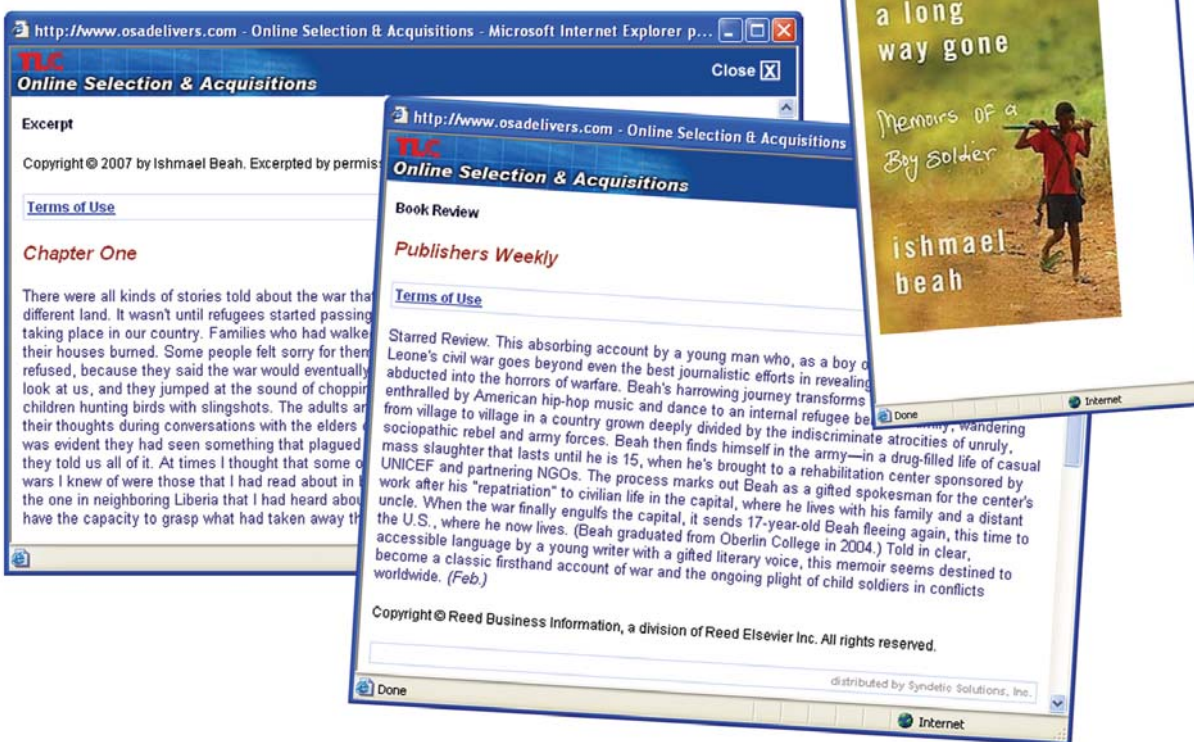 http://www.osadelivers.com - Online Selection & Acquisitions - Microsoft Internet Explorer p...
TLC
Online Selection & Acquisitions
Close X
Excerpt
Copyright © 2007 by Ishmael Beah. Excerpted by permiss
Terms of Use
Chapter One
There were all kinds of stories told about the war that
different land. It wasn't until refugees started passing
taking place in our country. Families who had walke
their houses burned. Some people felt sorry for them
refused, because they said the war would eventually
look at us, and they jumped at the sound of choppin
children hunting birds with slingshots. The adults an
their thoughts during conversations with the elders
was evident they had seen something that plagued
they told us all of it. At times I thought that some o
wars I knew of were those that I had read about in
the one in neighboring Liberia that I had heard abou
have the capacity to grasp what had taken away th
http://www.osadelivers.com - Online Selection & Acquisitions
TLC
Online Selection & Acquisitions
Book Review
Publishers Weekly
Terms of Use
Starred Review. This absorbing account by a young man who, as a boy o
Leone's civil war goes beyond even the best journalistic efforts in revealing
abducted into the horrors of warfare. Beah's harrowing journey transforms
enthralled by American hip-hop music and dance to an internal refugee be wandering
from village to village in a country grown deeply divided by the indiscriminate atrocities of unruly,
sociopathic rebel and army forces. Beah then finds himself in the army—in a drug-filled life of casual
mass slaughter that lasts until he is 15, when he's brought to a rehabilitation center sponsored by
UNICEF and partnering NGOs. The process marks out Beah as a gifted spokesman for the center's
work after his "repatriation" to civilian life in the capital, where he lives with his family and a distant
uncle. When the war finally engulfs the capital, it sends 17-year-old Beah fleeing again, this time to
the U.S., where he now lives. (Beah graduated from Oberlin College in 2004.) Told in clear,
accessible language by a young writer with a gifted literary voice, this memoir seems destined to
become a classic firsthand account of war and the ongoing plight of child soldiers in conflicts
worldwide. (Feb.)
Copyright © Reed Business Information, a division of Reed Elsevier Inc. All rights reserved.
distributed by Syndetic Solutions, Inc.
Done
Internet
a long
way gone
Memoirs of a
Boy Soldier
ishmael
beah
Done
Internet